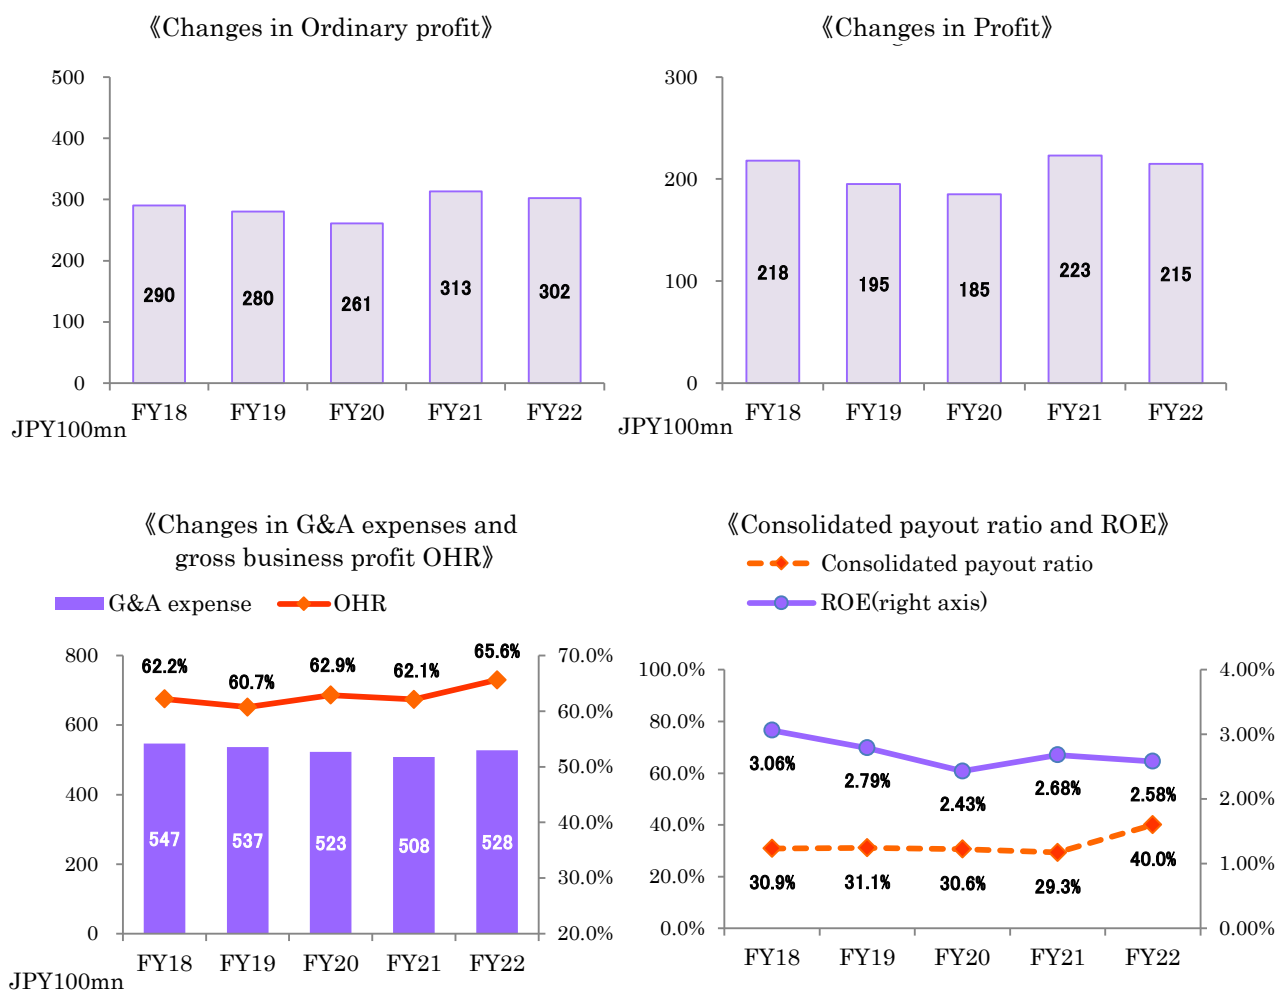 《Changes in Ordinary profit》
500
400
300
200
100
0
290
280
261
313
302
FY18
FY19
FY20
FY21
FY22
JPY100mn
《Changes in Profit》
300
200
100
0
218
195
185
223
215
FY18
FY19
FY20
FY21
FY22
JPY100mn
《Changes in G&A expenses and
gross business profit OHR》
G&A expense
OHR
800
600
400
200
0
70.0%
60.0%
50.0%
40.0%
30.0%
20.0%
62.2%
60.7%
62.9%
62.1%
65.6%
547
537
523
508
528
FY18
FY19
FY20
FY21
FY22
JPY100mn
《Consolidated payout ratio and ROE》
Consolidated payout ratio
ROE(right axis)
100.0%
80.0%
60.0%
40.0%
20.0%
0.0%
4.00%
3.00%
2.00%
1.00%
0.00%
3.06%
2.79%
2.43%
2.68%
2.58%
30.9%
31.1%
30.6%
29.3%
40.0%
FY18
FY19
FY20
FY21
FY22